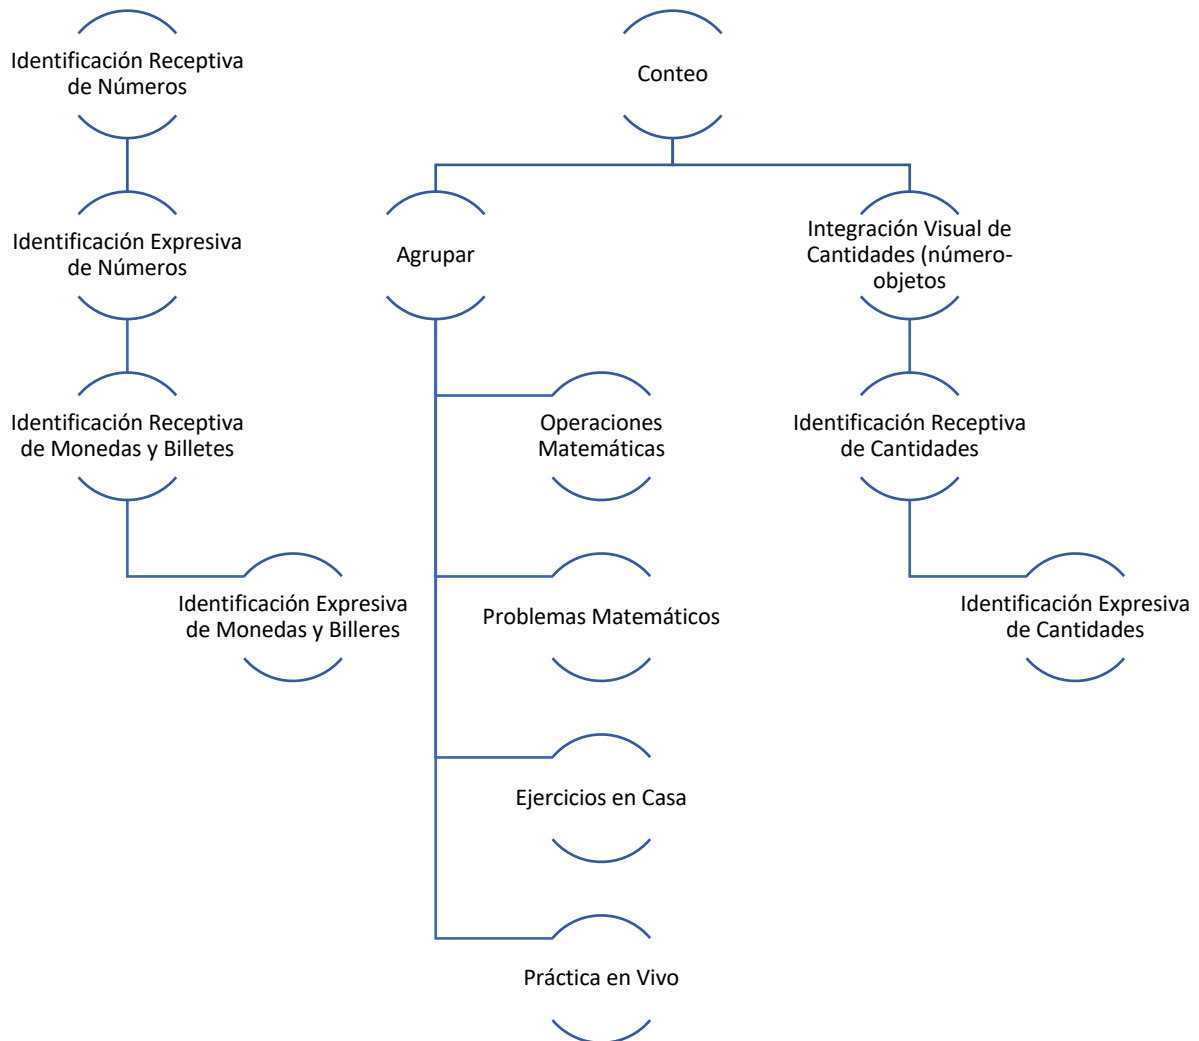 Identificación Receptiva
de Números
Conteo
Identificación Expresiva
de Números
Agrupar
Integración Visual de
Cantidades (número-
objetos
Identificación Receptiva
de Monedas y Billetes
Operaciones
Matemáticas
Identificación Receptiva
de Cantidades
Identificación Expresiva
de Monedas y Billeres
Problemas Matemáticos
Identificación Expresiva
de Cantidades
Ejercicios en Casa
Práctica en Vivo